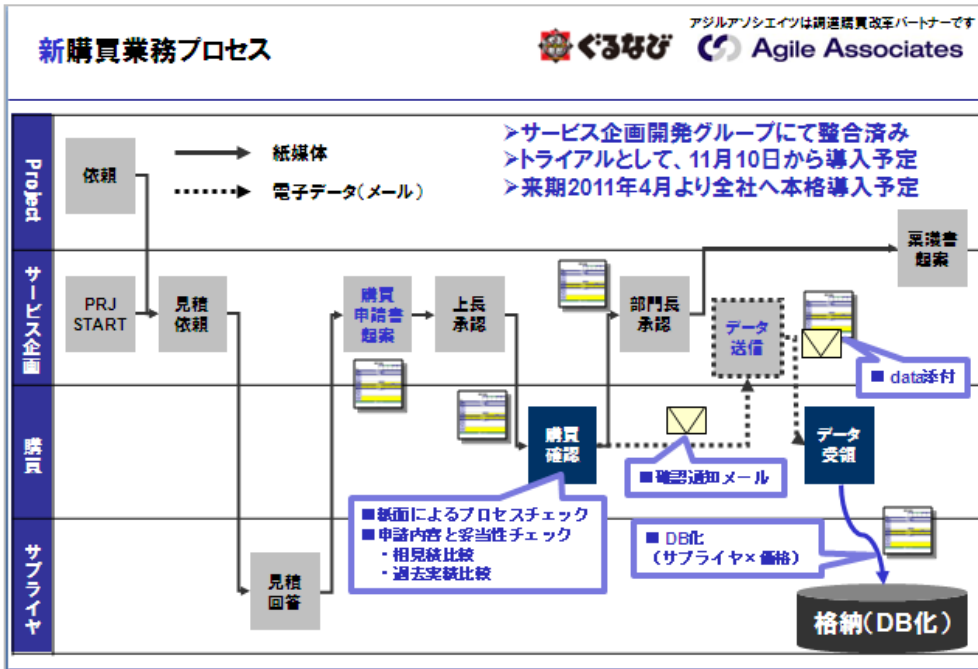 アジルアソシエイツは調達購買改革パートナーです
新購買業務プロセス
ぐるなび
Agile Associates
Project
依頼
紙媒体
電子データ(メール)
➢サービス企画開発グループにて整合済み
➢トライアルとして、11月10日から導入予定
➢来期2011年4月より全社へ本格導入予定
稟議書
起案
サービス企画
PRJ
START
見積
依頼
購買
申請書
起案
上長
承認
部門長
承認
データ
送信
■ data添付
購買
購買
確認
■確認通知メール
データ
受領
■紙面によるプロセスチェック
■申請内容と妥当性チェック
・相見積比較
・過去実績比較
■ DB化
(サプライヤ×価格)
サプライヤ
見積
回答
格納(DB化)